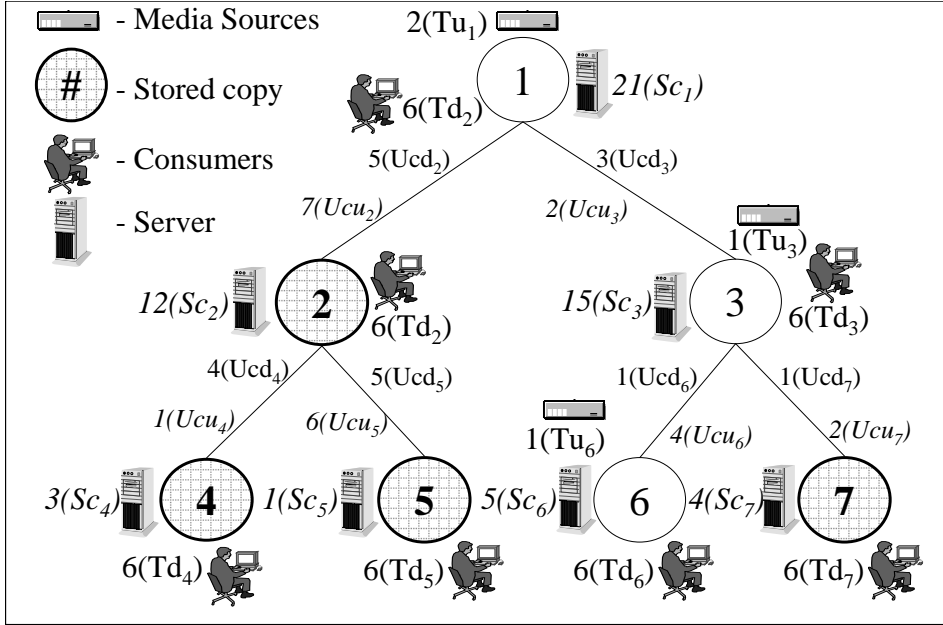 - Media Sources
2(Tu1)
1
21(Sc1)
#
- Stored copy
6(Td2)
- Consumers
5(Ucd2)
3(Ucd3)
7(Ucu2)
2(Ucu3)
- Server
1(Tu3)
12(Sc2)
2
6(Td2)
15(Sc3)
3
6(Td3)
4(Ucd4)
5(Ucd5)
1(Ucd6)
1(Ucd7)
1(Ucu4)
6(Ucu5)
1(Tu6)
4(Ucu6)
2(Ucu7)
3(Sc4)
4
1(Sc5)
5
5(Sc6)
6
4(Sc7)
7
6(Td4)
6(Td5)
6(Td6)
6(Td7)